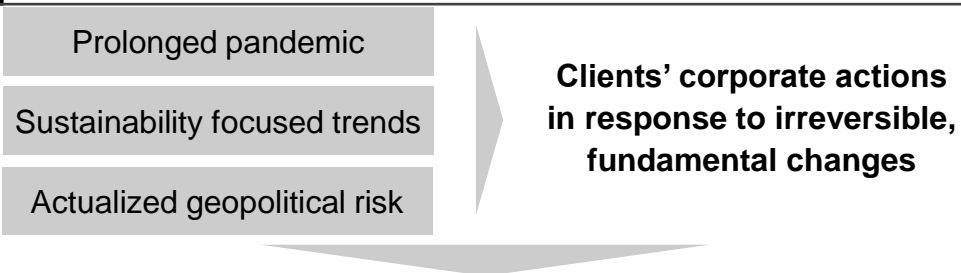 Prolonged pandemic
Sustainability focused trends
Actualized geopolitical risk
Clients’ corporate actions
in response to irreversible,
fundamental changes